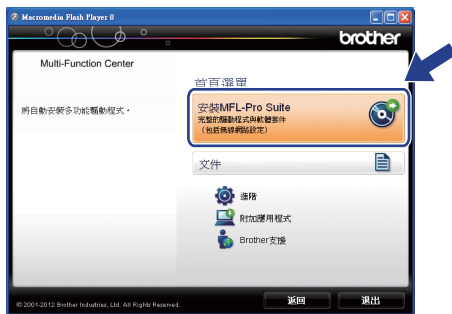 Macromedia Flash Player 8
brother
Multi-Function Center
首頁選單
將自動安裝多功能驅動程式。
安裝MFL-Pro Suite
完整的驅動程式與軟體套件
(包括無線網路設定)
文件
進階
附加應用程式
Brother支援
© 2001-2012 Brother Industries, Ltd. All Rights Reserved.
返回
退出